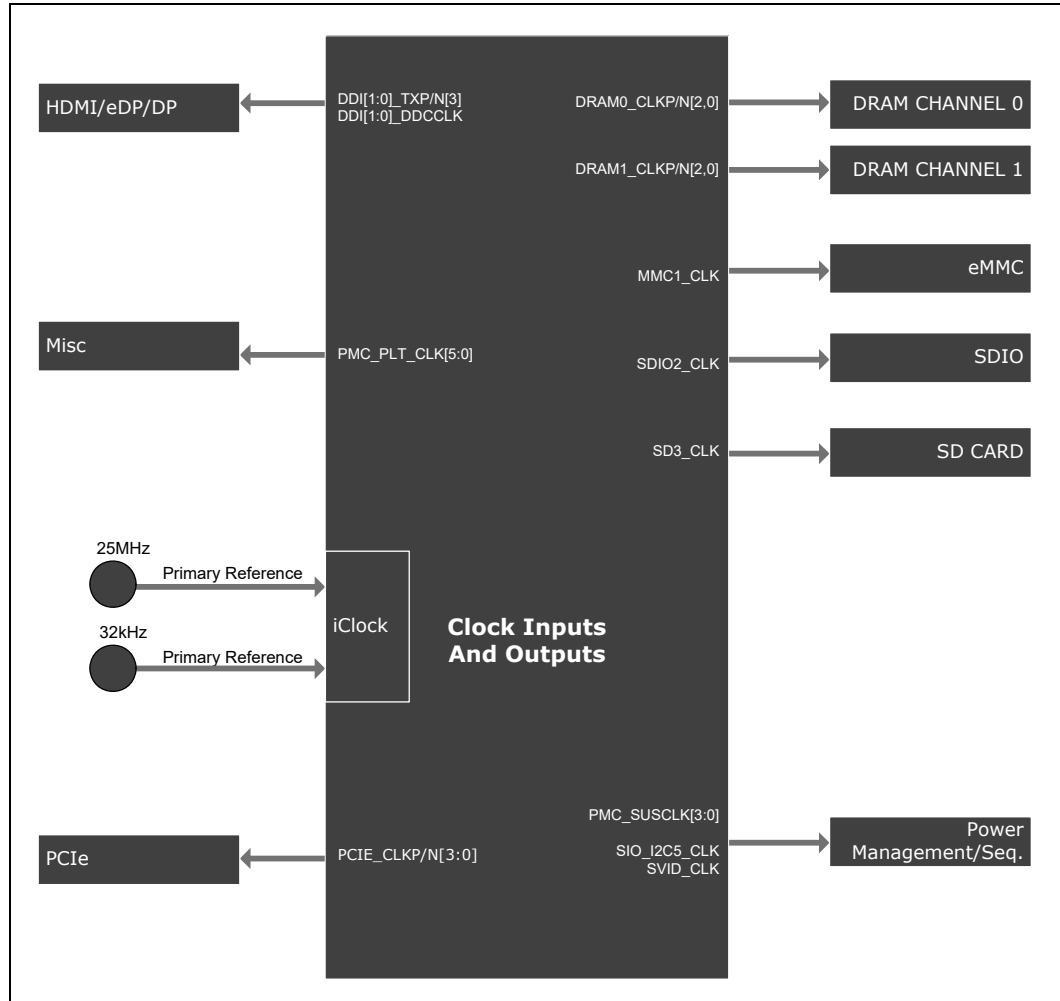 HDMI/eDP/DP
DDI[1:0]_TXP/N[3]
DDI[1:0]_DDCCLK
DRAM0_CLKP/N[2,0]
DRAM CHANNEL 0
DRAM1_CLKP/N[2,0]
DRAM CHANNEL 1
MMC1_CLK
eMMC
Misc
PMC_PLT_CLK[5:0]
SDIO2_CLK
SDIO
SD3_CLK
SD CARD
25MHz
Primary Reference
32kHz
Primary Reference
iClock
Clock Inputs
And Outputs
PCIe
PCIE_CLKP/N[3:0]
PMC_SUSCLK[3:0]
SIO_I2C5_CLK
SVID_CLK
Power
Management/Seq.